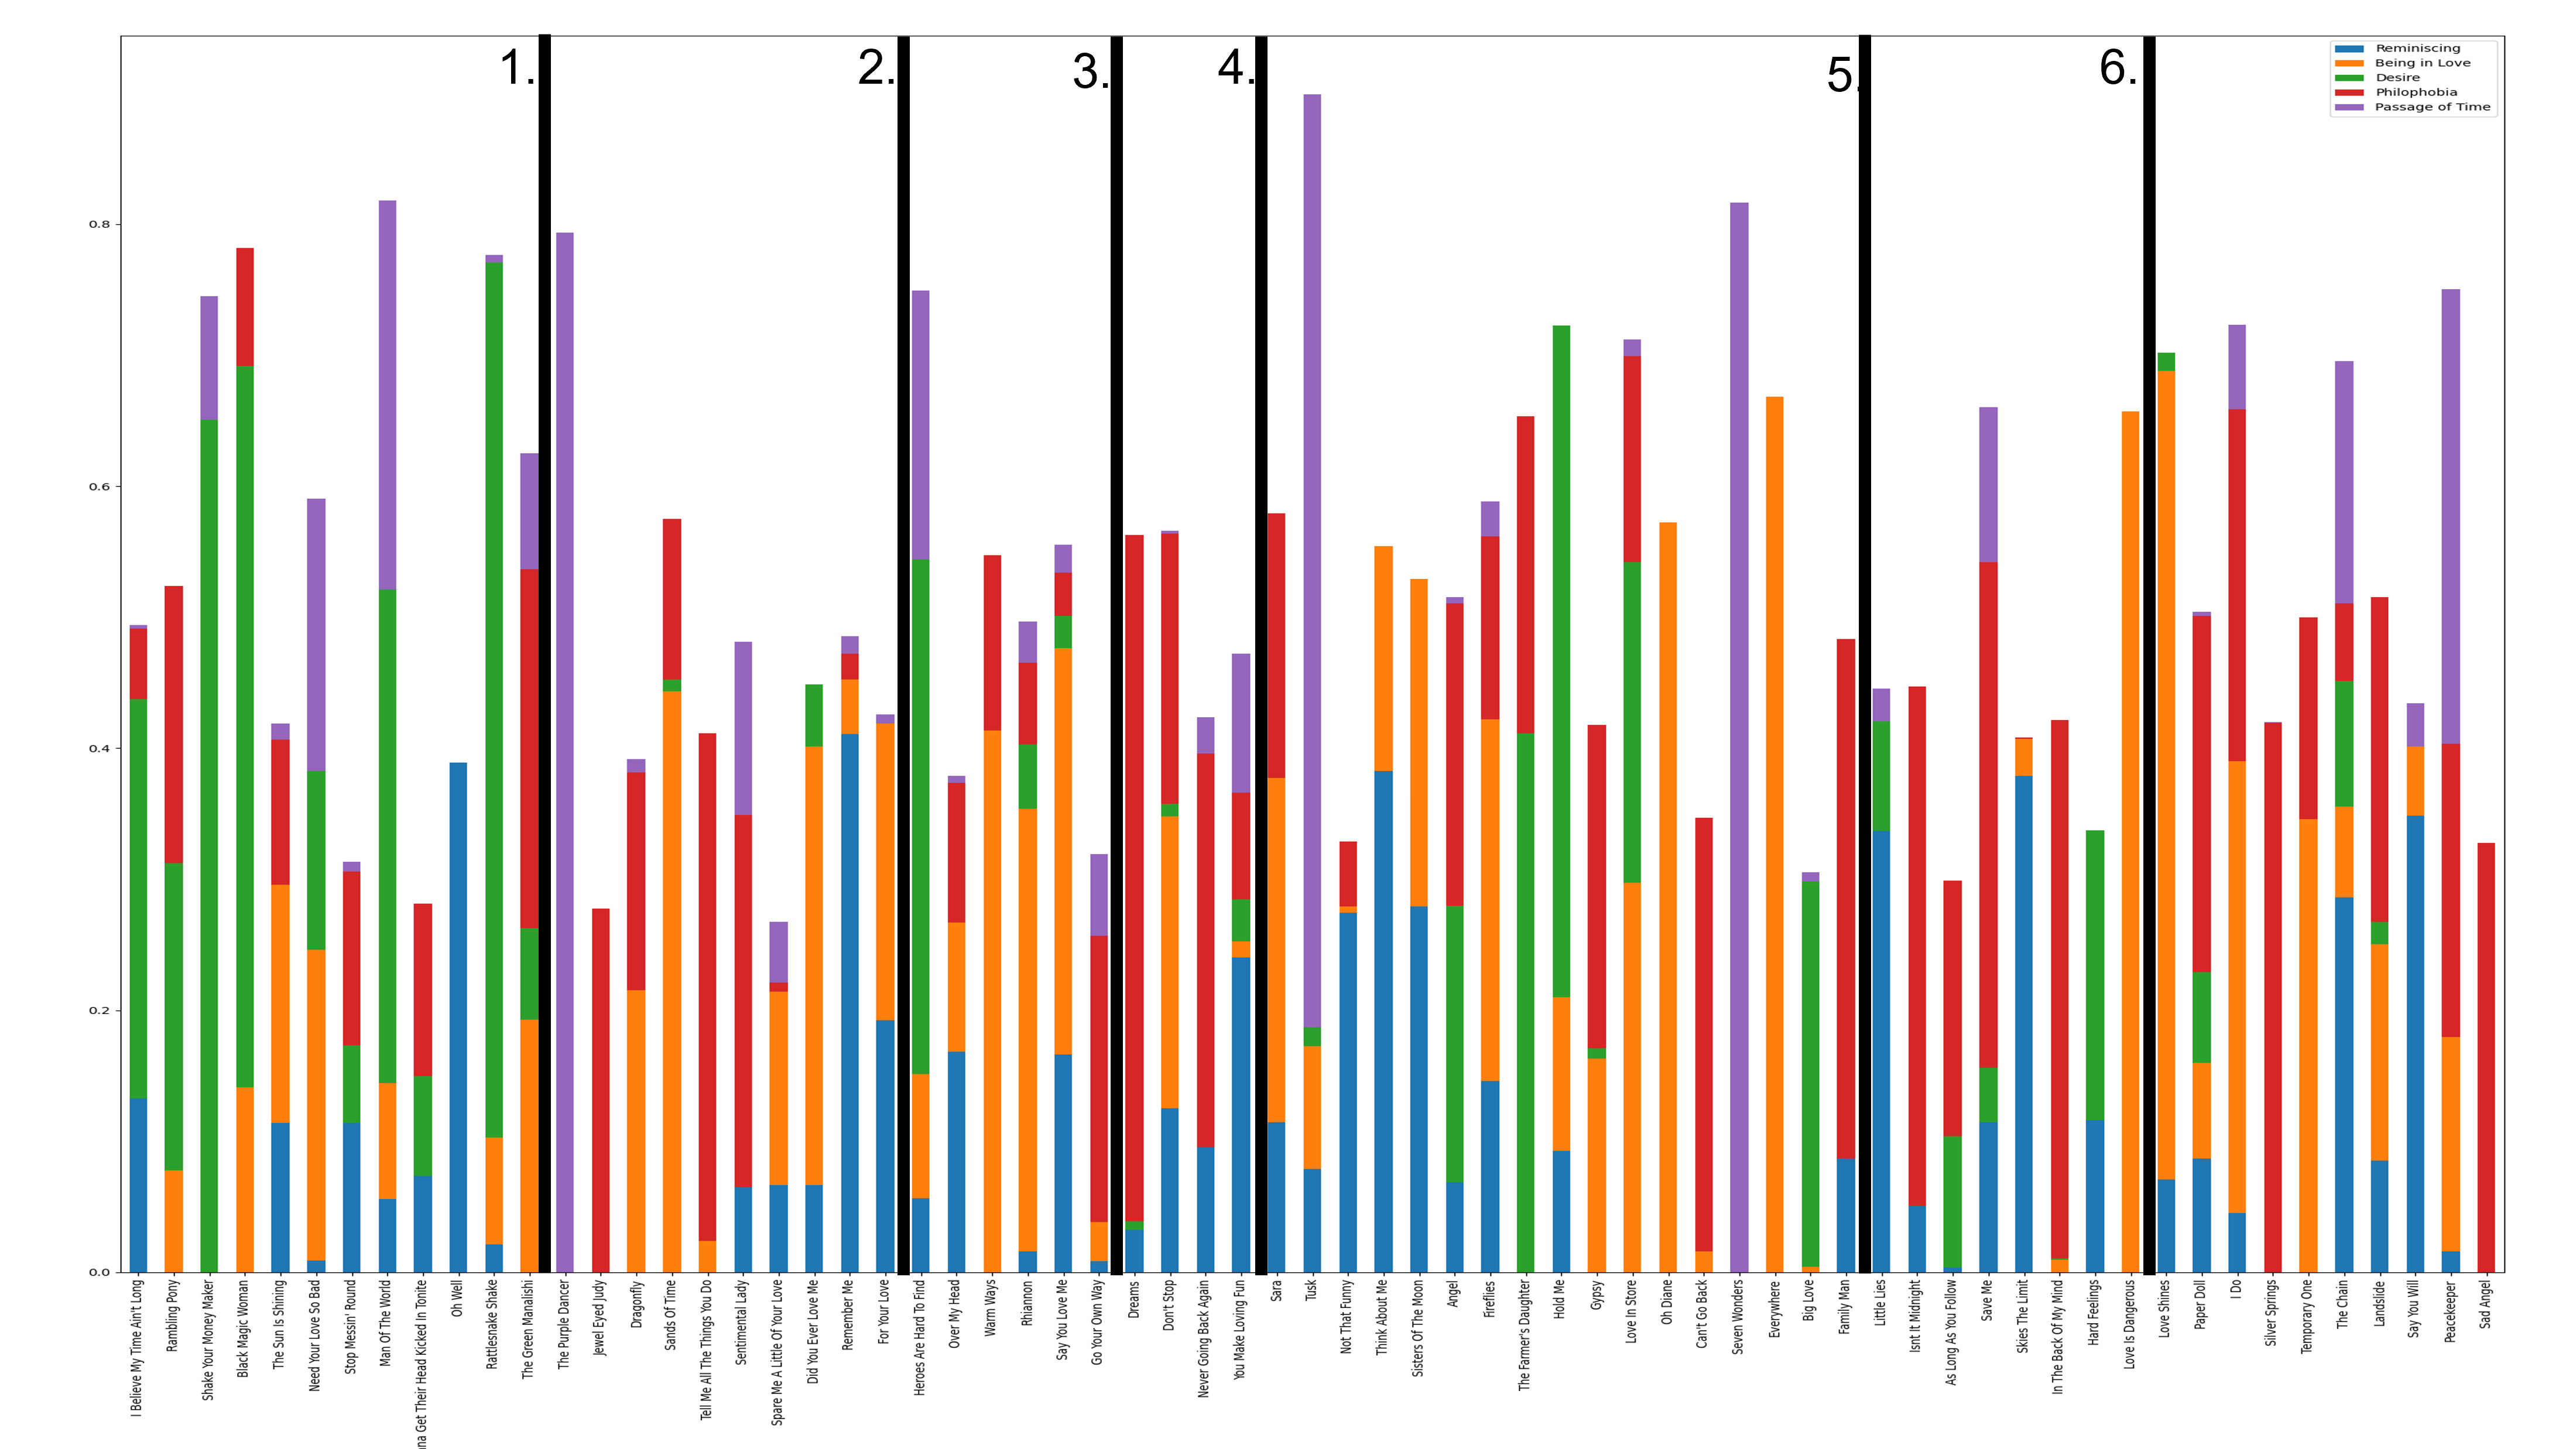 1.
2.
3.
4.
5.
6.
Reminiscing
Being in Love
Desire
Philophobia
Passage of Time
0.8
0.6
0.4
0.2
0.0
I Believe My Time Ain't Long
Rambling Pony
Shake Your Money Maker
Black Magic Woman
The Sun Is Shining
Need Your Love So Bad
Stop Messin' Round
Man Of The World
na Get Their Head Kicked In Tonite
Oh Well
Rattlesnake Shake
The Green Manalishi
The Purple Dancer
Jewel Eyed Judy
Dragonfly
Sands Of Time
Tell Me All The Things You Do
Sentimental Lady
Spare Me A Little Of Your Love
Did You Ever Love Me
Remember Me
For Your Love
Heroes Are Hard To Find
Over My Head
Warm Ways
Rhiannon
Say You Love Me
Go Your Own Way
Dreams
Don't Stop
Never Going Back Again
You Make Loving Fun
Sara
Tusk
Not That Funny
Think About Me
Sisters Of The Moon
Angel
Fireflies
The Farmer's Daughter
Hold Me
Gypsy
Love In Store
Oh Diane
Can't Go Back
Seven Wonders
Everywhere
Big Love
Family Man
Little Lies
Isnt It Midnight
As Long As You Follow
Save Me
Skies The Limit
In The Back Of My Mind
Hard Feelings
Love Is Dangerous
Love Shines
Paper Doll
I Do
Silver Springs
Temporary One
The Chain
Landslide
Say You Will
Peacekeeper
Sad Angel